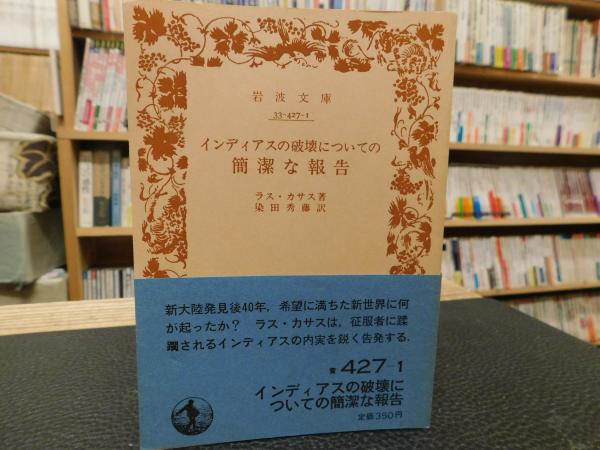 岩波文庫
33-427-1
インディアスの破壊についての
簡潔な報告
ラス・カサス著
染田秀藤訳
新大陸発見後40年,希望に満ちた新世界に何
が起ったか? ラス・カサスは,征服者に蹂
躙されるインディアスの内実を鋭く告発する.
青 427-1
インディアスの破壊に
ついての簡潔な報告
定価350円